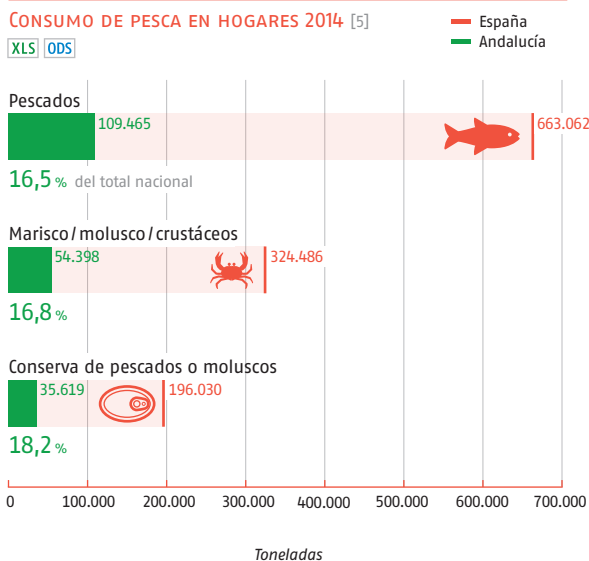 CONSUMO DE PESCA EN HOGARES 2014 [5]
España
Andalucía
XLS ODS
Pescados
109.465
663.062
16,5 % del total nacional
Marisco/molusco/crustáceos
54.398
324.486
16,8 %
Conserva de pescados o moluscos
35.619
196.030
18,2 %
0 100.000 200.000 300.000 400.000 500.000 600.000 700.000
Toneladas